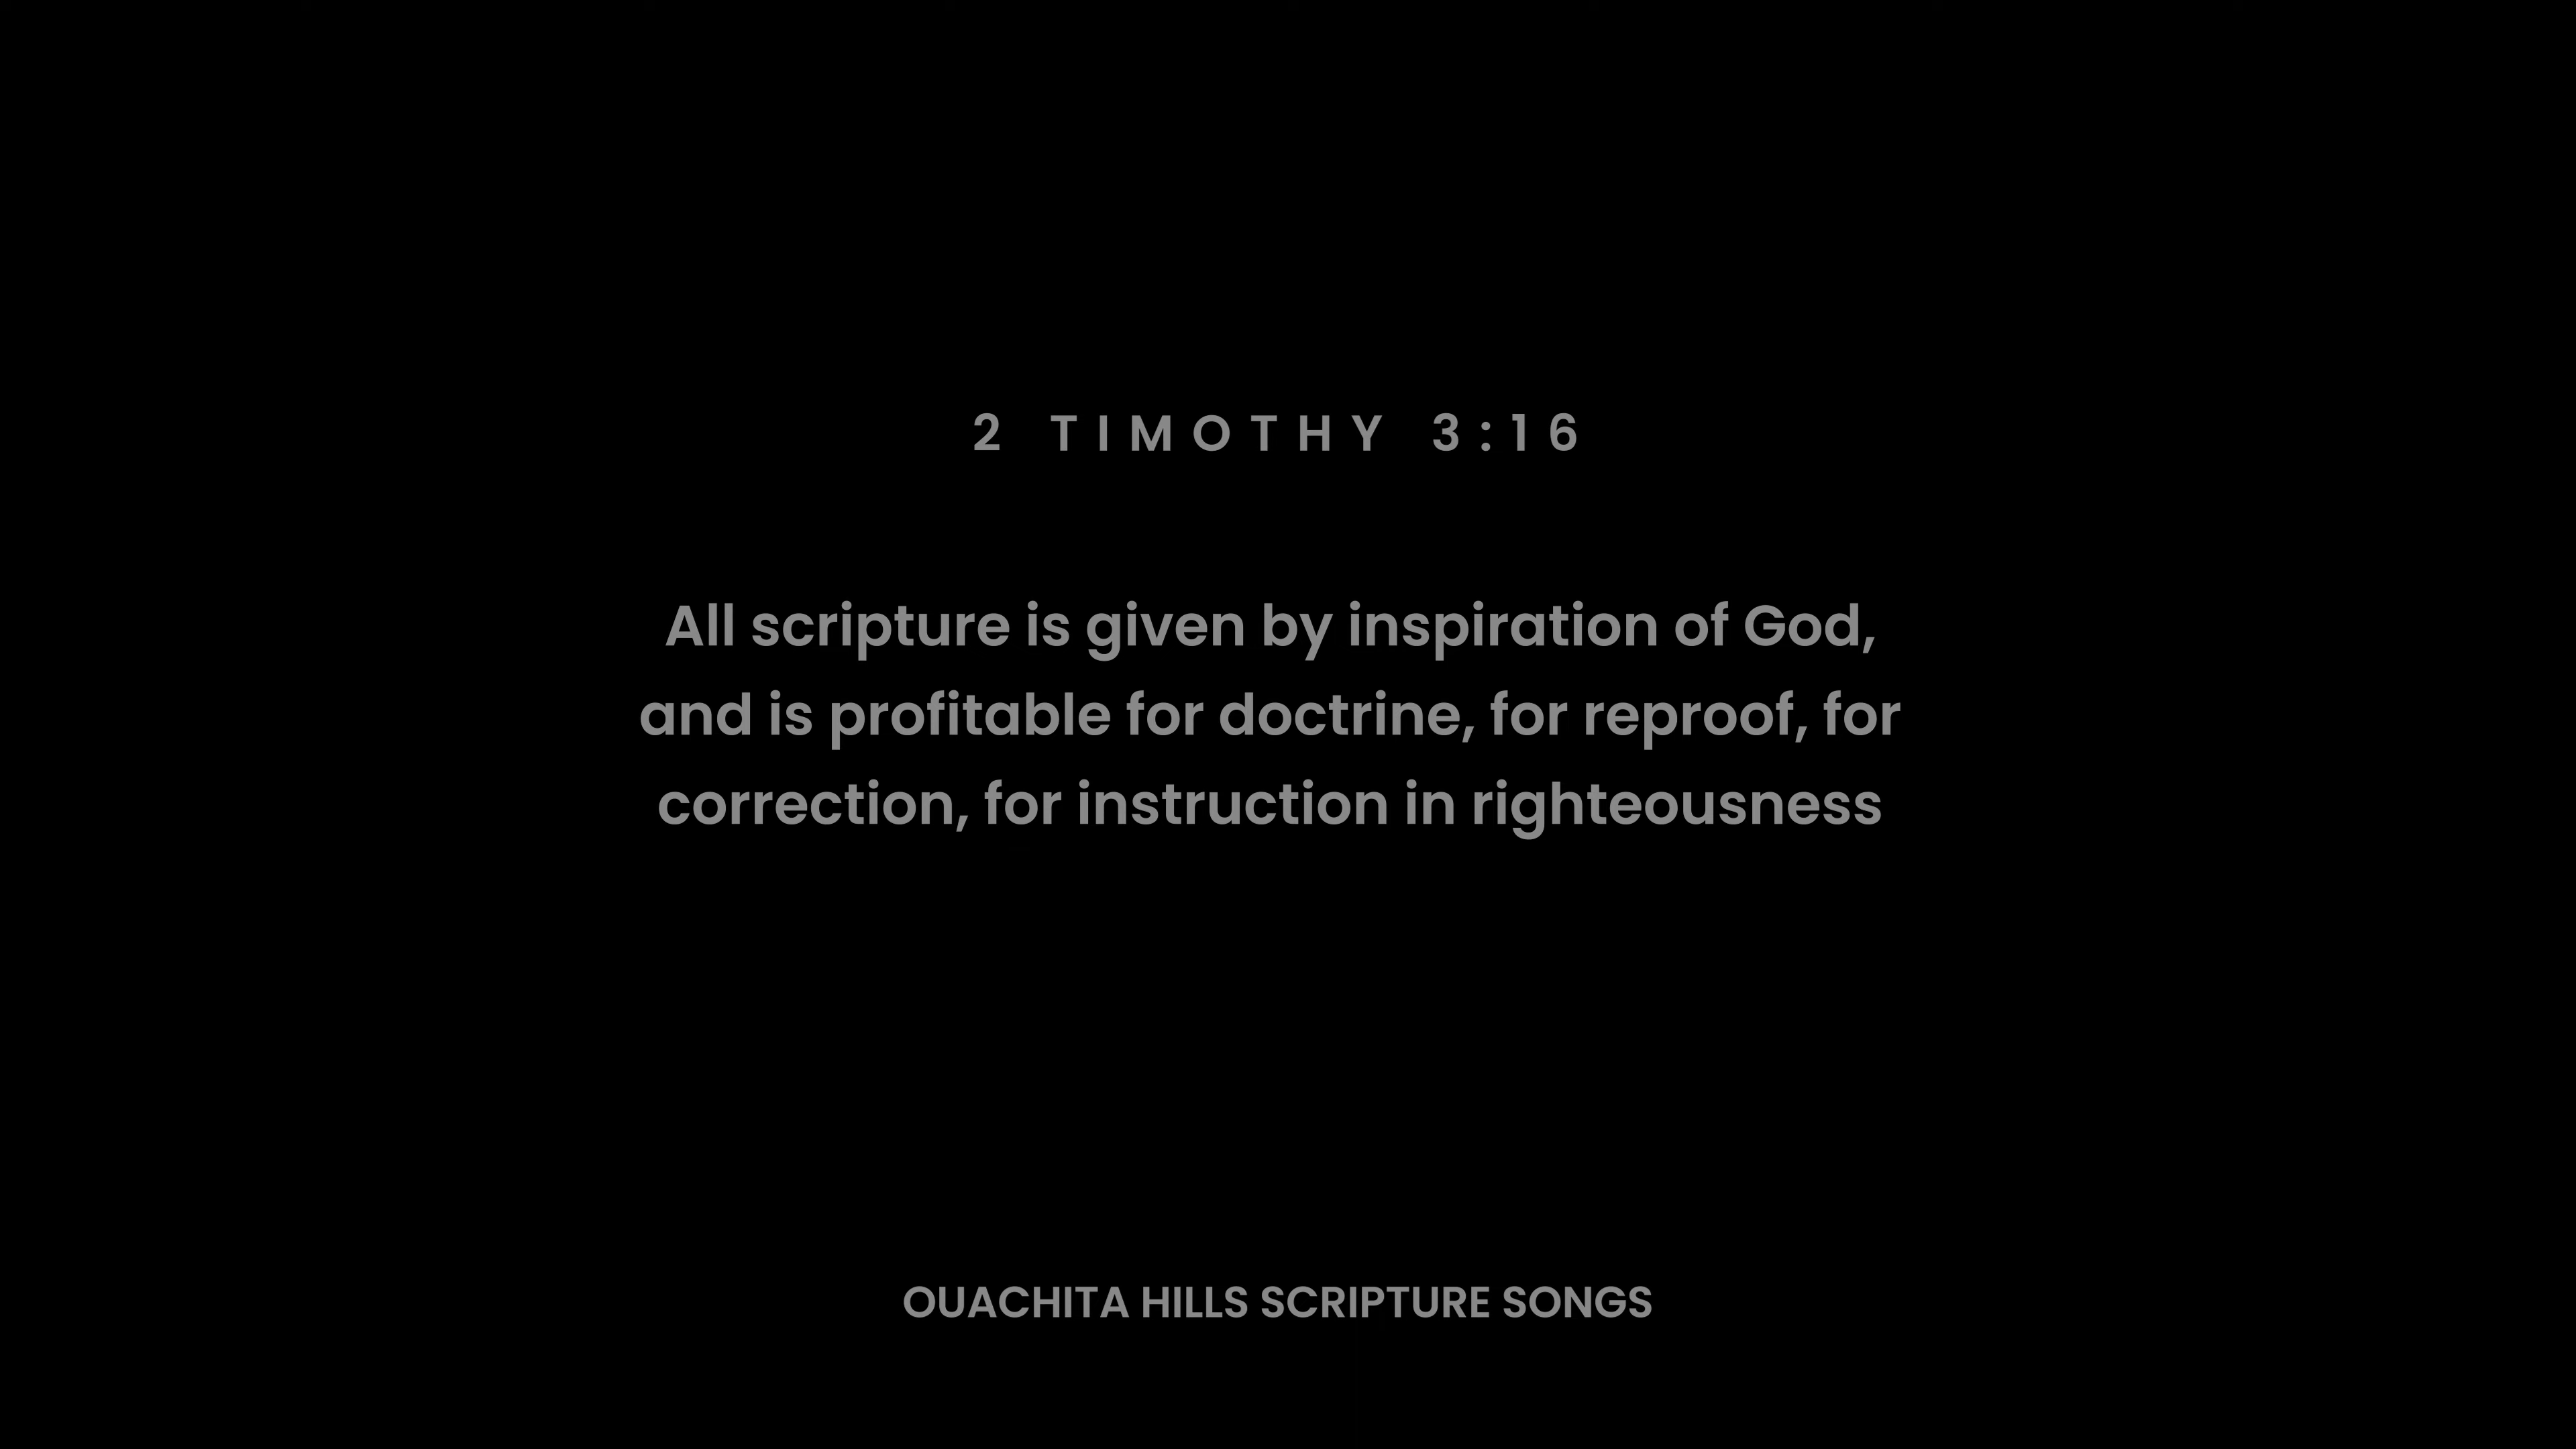 2 TIMOTHY 3:16
All scripture is given by inspiration of God,
and is profitable for doctrine, for reproof, for
correction, for instruction in righteousness
OUACHITA HILLS SCRIPTURE SONGS